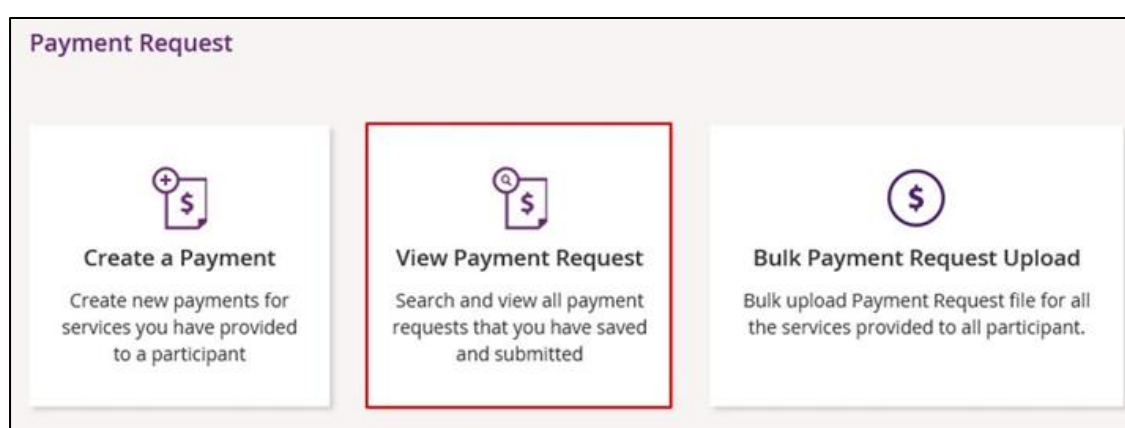 Payment Request
$
Create a Payment
Create new payments for
services you have provided
to a participant
$
View Payment Request
Search and view all payment
requests that you have saved
and submitted
$
Bulk Payment Request Upload
Bulk upload Payment Request file for all
the services provided to all participant.